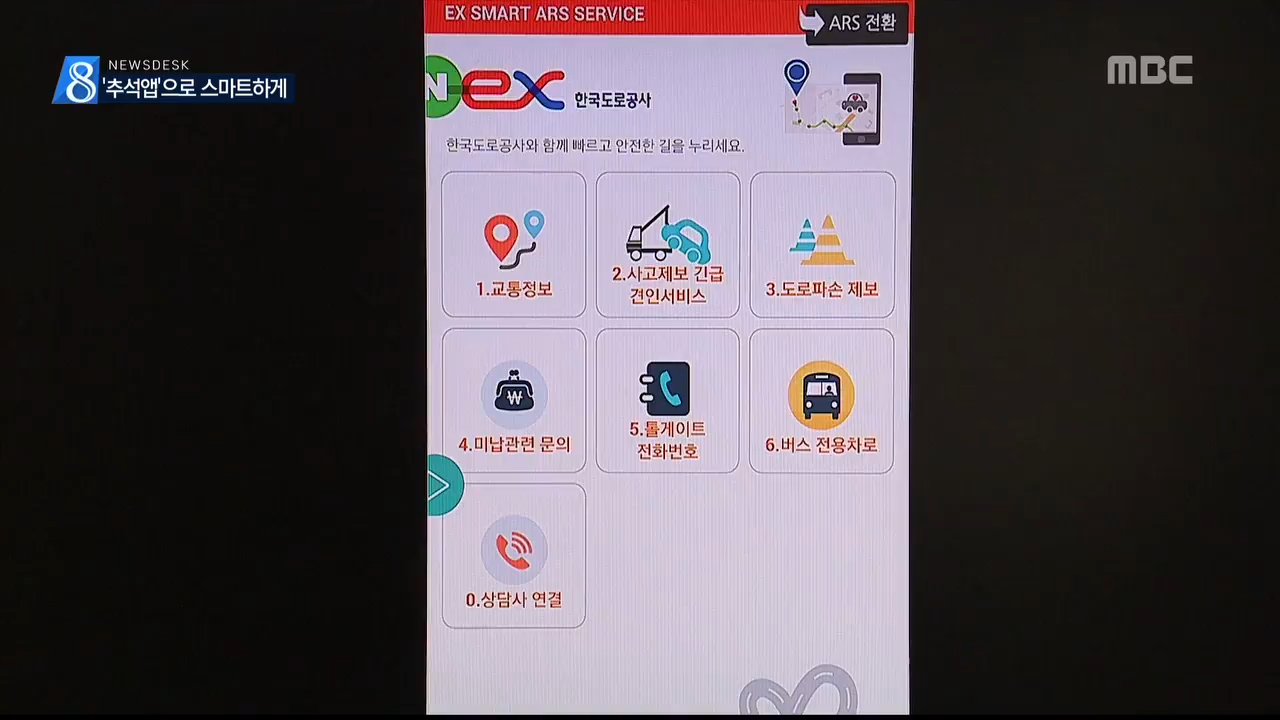 EX SMART ARS SERVICE
ARS 전환
8 NEWSDESK
'추석앱'으로 스마트하게
MBC
N
ex 한국도로공사
한국도로공사와 함께 빠르고 안전한 길을 누리세요.
1.교통정보
2.사고제보 긴급
견인서비스
3.도로파손 제보
4.미납관련 문의
5.톨게이트
전화번호
6.버스 전용차로
0.상담사 연결